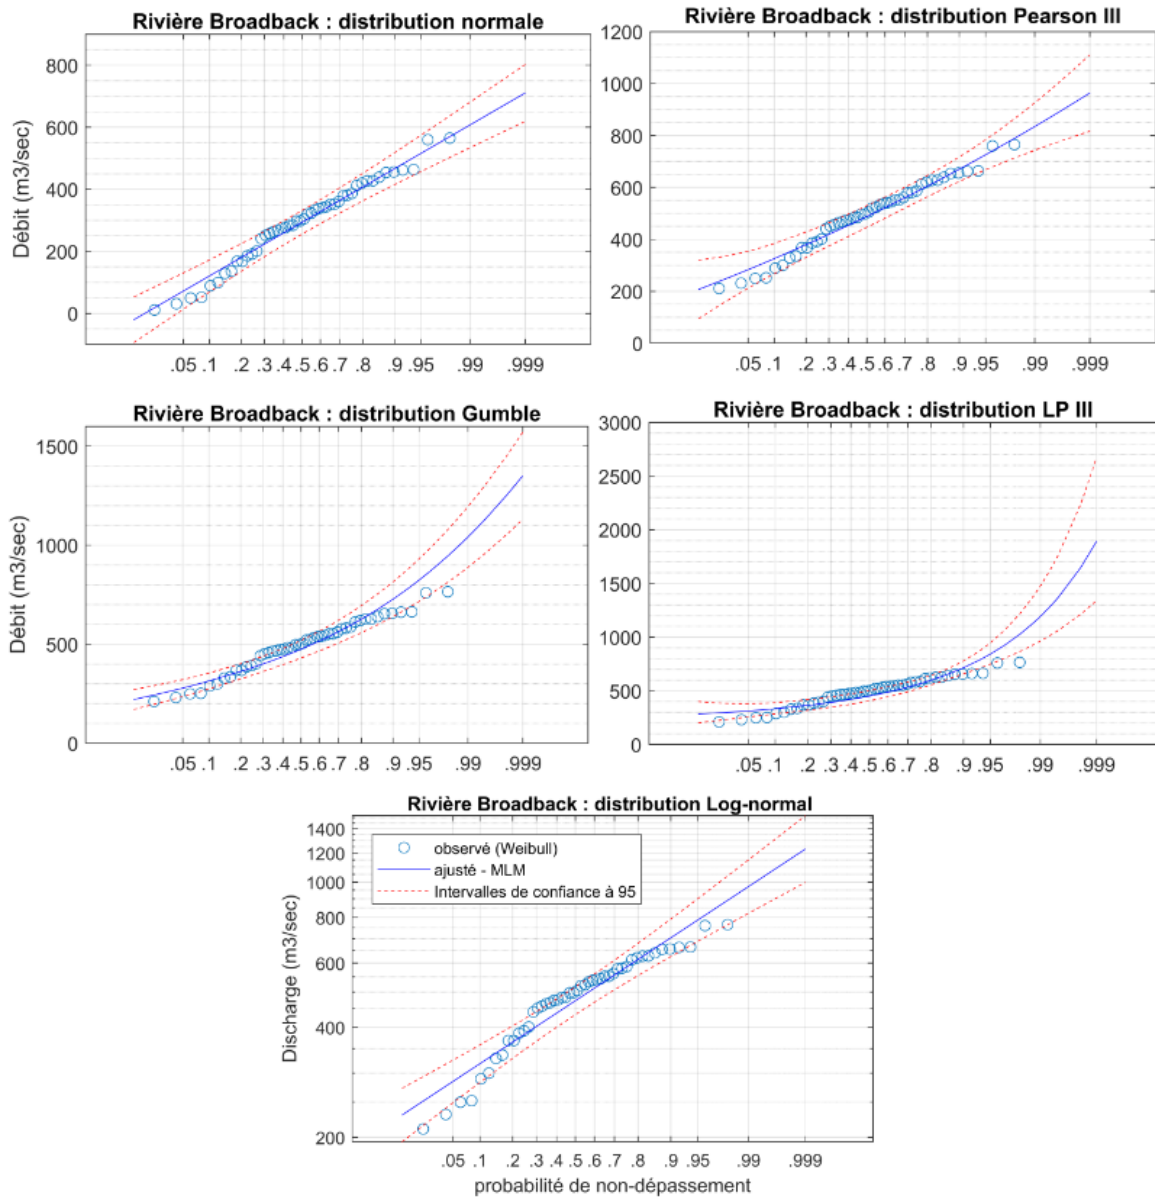 Rivière Broadback : distribution normale
Débit (m3/sec)
800
600
400
200
0
.05 .1 .2 .3 .4 .5 .6 .7 .8 .9 .95 .99 .999
Rivière Broadback : distribution Pearson III
1200
1000
800
600
400
200
0
.05 .1 .2 .3 .4 .5 .6 .7 .8 .9 .95 .99 .999
Rivière Broadback : distribution Gumble
Débit (m3/sec)
1500
1000
500
0
.05 .1 .2 .3 .4 .5 .6 .7 .8 .9 .95 .99 .999
Rivière Broadback : distribution LP III
3000
2500
2000
1500
1000
500
0
.05 .1 .2 .3 .4 .5 .6 .7 .8 .9 .95 .99 .999
Rivière Broadback : distribution Log-normal
Discharge (m3/sec)
1400
1200
1000
800
600
400
200
observé (Weibull)
ajusté - MLM
Intervalles de confiance à 95
.05 .1 .2 .3 .4 .5 .6 .7 .8 .9 .95 .99 .999
probabilité de non-dépassement